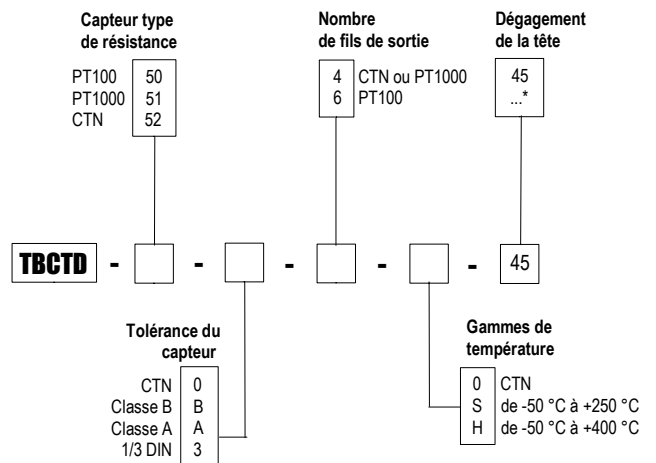 Capteur type
de résistance
PT100 50
PT1000 51
CTN 52
Nombre
de fils de sortie
4 CTN ou PT1000
6 PT100
Dégagement
de la tête
45
...*
TBCTD - - - - - 45
Tolérance du
capteur
CTN 0
Classe B B
Classe A A
1/3 DIN 3
Gammes de
température
0 CTN
S de -50 °C à +250 °C
H de -50 °C à +400 °C